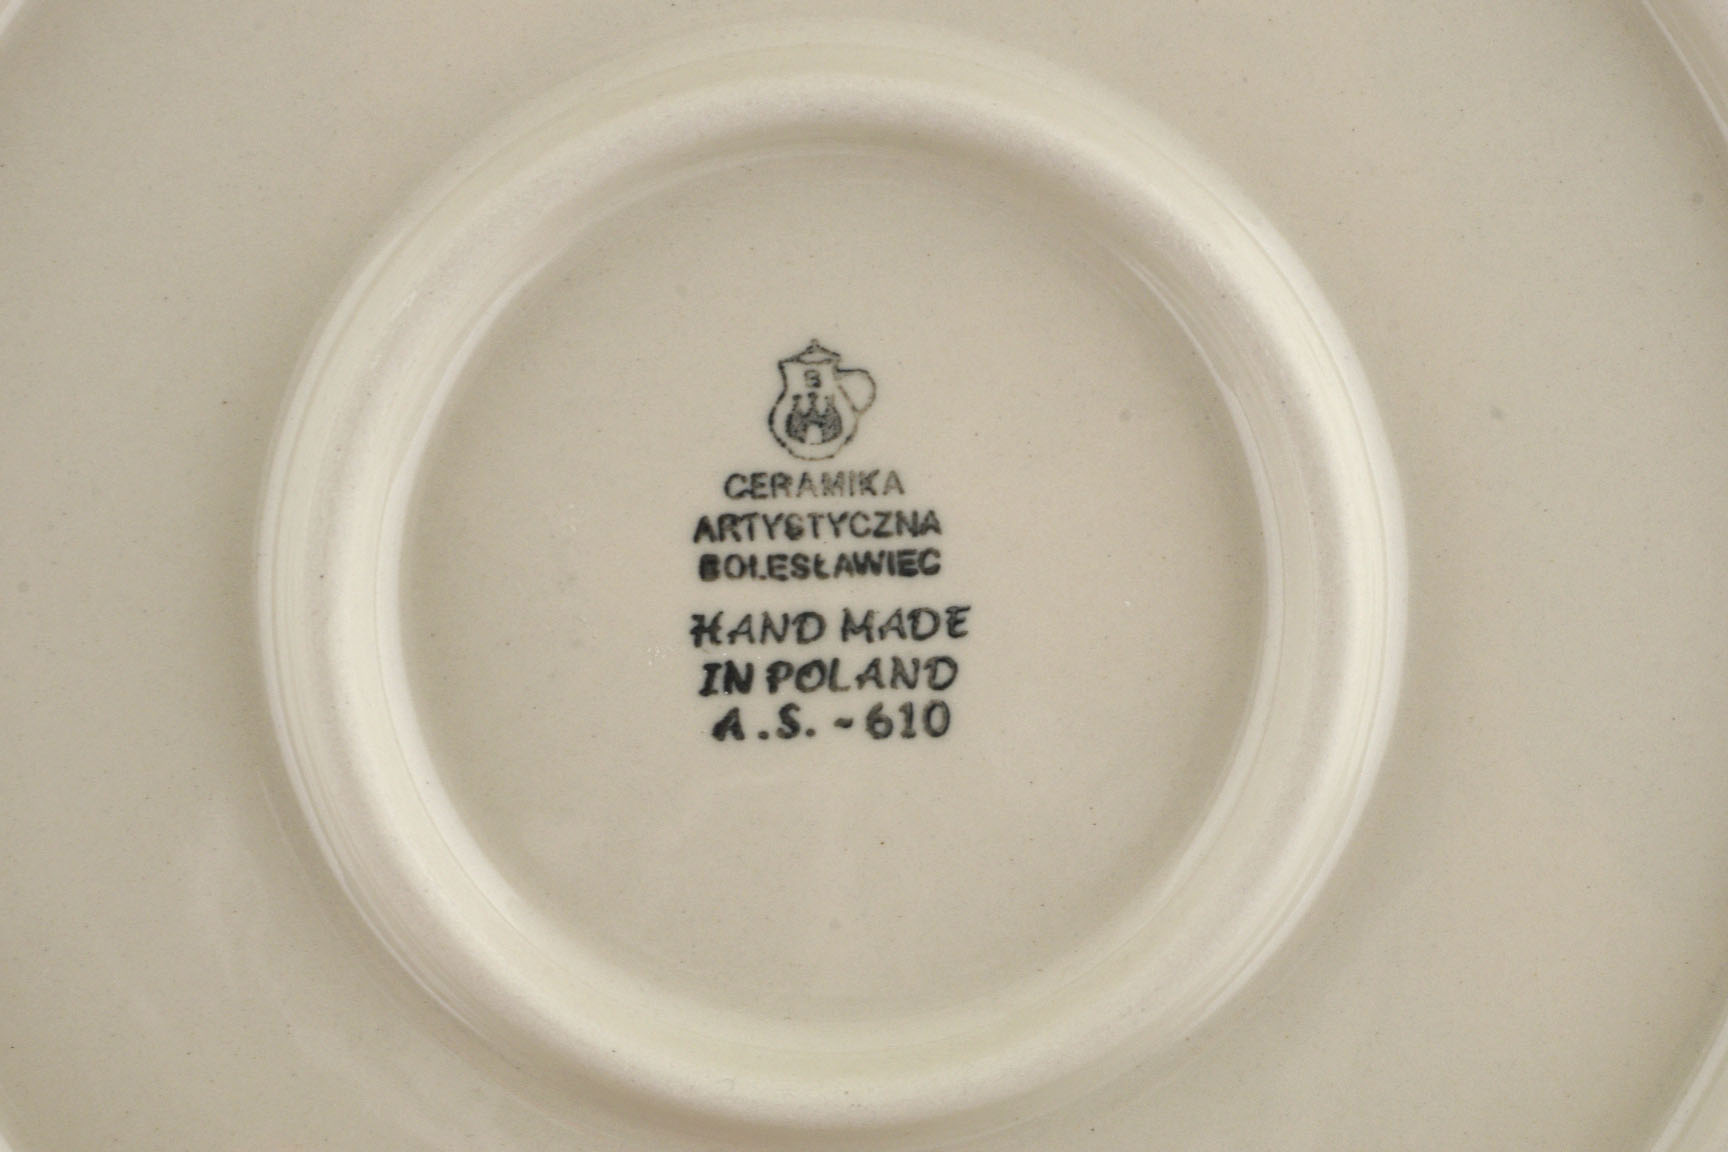 B
CERAMIKA
ARTYSTYCZNA
BOLESŁAWIEC
HAND MADE
IN POLAND
A.S. - 610